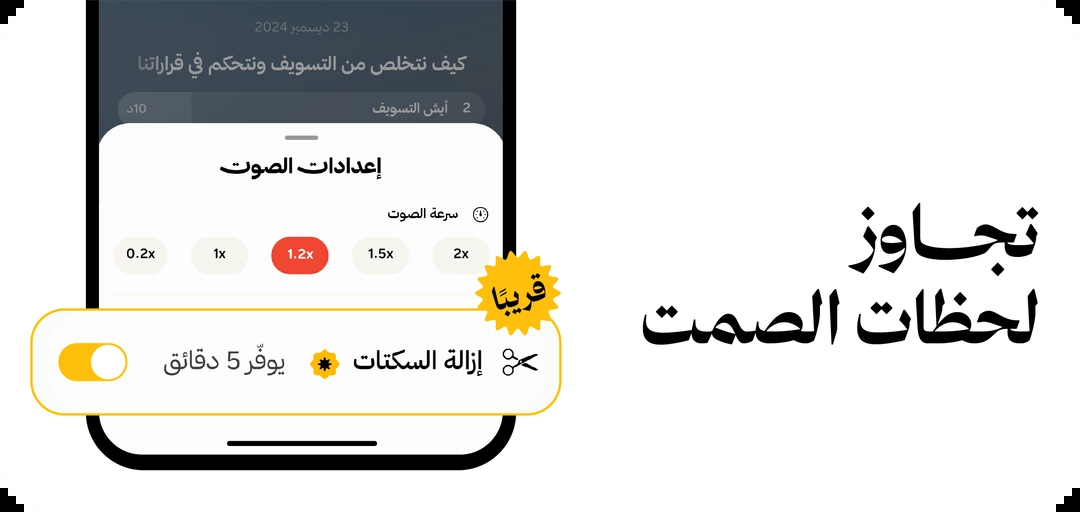 تجاوز
لحظات الصمت
23 ديسمبر 2024
كيف نتخلص من التسويف ونتحكم في قراراتنا
2 أيش التسويف 10د
إعدادات الصوت
سرعة الصوت
2x 1.5x 1.2x 1x 0.2x
قريبًا
إزالة السكتات يوفّر 5 دقائق